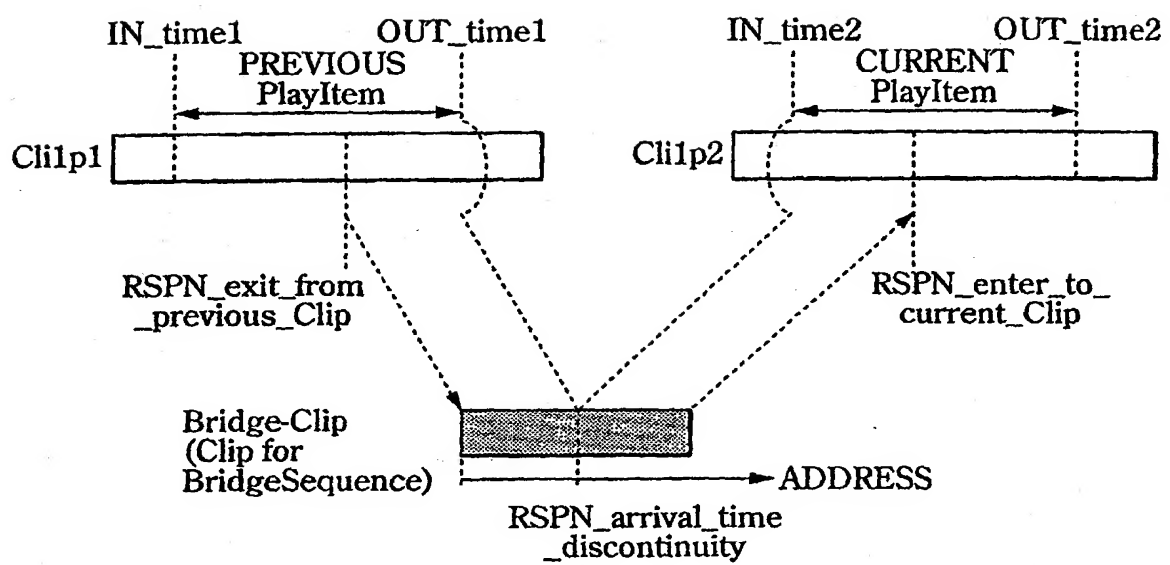 IN_time1
OUT_time1
IN_time2
OUT_time2
PREVIOUS
PlayItem
CURRENT
PlayItem
Cli1p1
Cli1p2
RSPN_exit_from
_previous_Clip
RSPN_enter_to_
current_Clip
Bridge-Clip
(Clip for
BridgeSequence)
ADDRESS
RSPN_arrival_time
_discontinuity